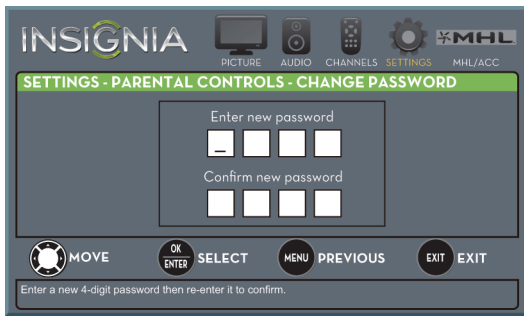 INSIGNIA
PICTURE AUDIO CHANNELS SETTINGS MHL MHL/ACC
SETTINGS - PARENTAL CONTROLS - CHANGE PASSWORD
Enter new password
_
Confirm new password
MOVE OK ENTER SELECT MENU PREVIOUS EXIT EXIT
Enter a new 4-digit password then re-enter it to confirm.